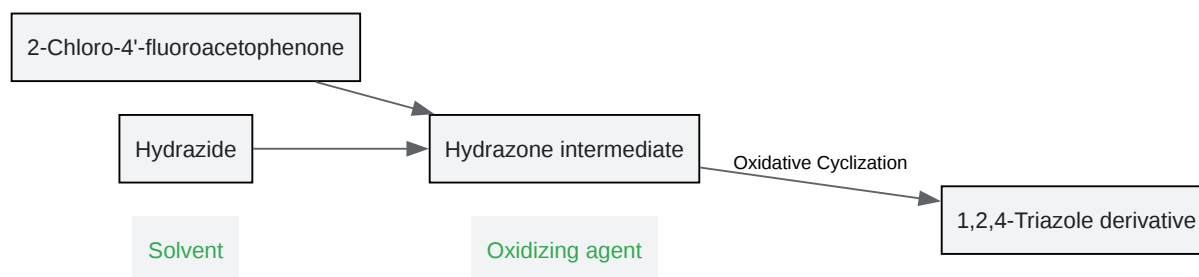 2-Chloro-4'-fluoroacetophenone
Hydrazide
Hydrazone intermediate
Oxidative Cyclization
1,2,4-Triazole derivative
Solvent
Oxidizing agent